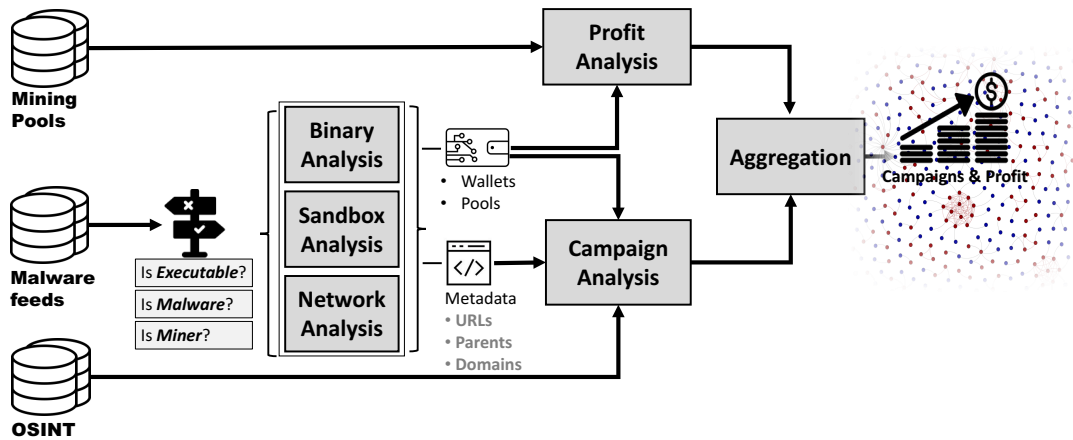 Mining
Pools
Malware
feeds
OSINT
Is Executable?
Is Malware?
Is Miner?
Binary
Analysis
Sandbox
Analysis
Network
Analysis
• Wallets
• Pools
</>
Metadata
• URLs
• Parents
• Domains
Profit
Analysis
Campaign
Analysis
Aggregation
$
Campaigns & Profit